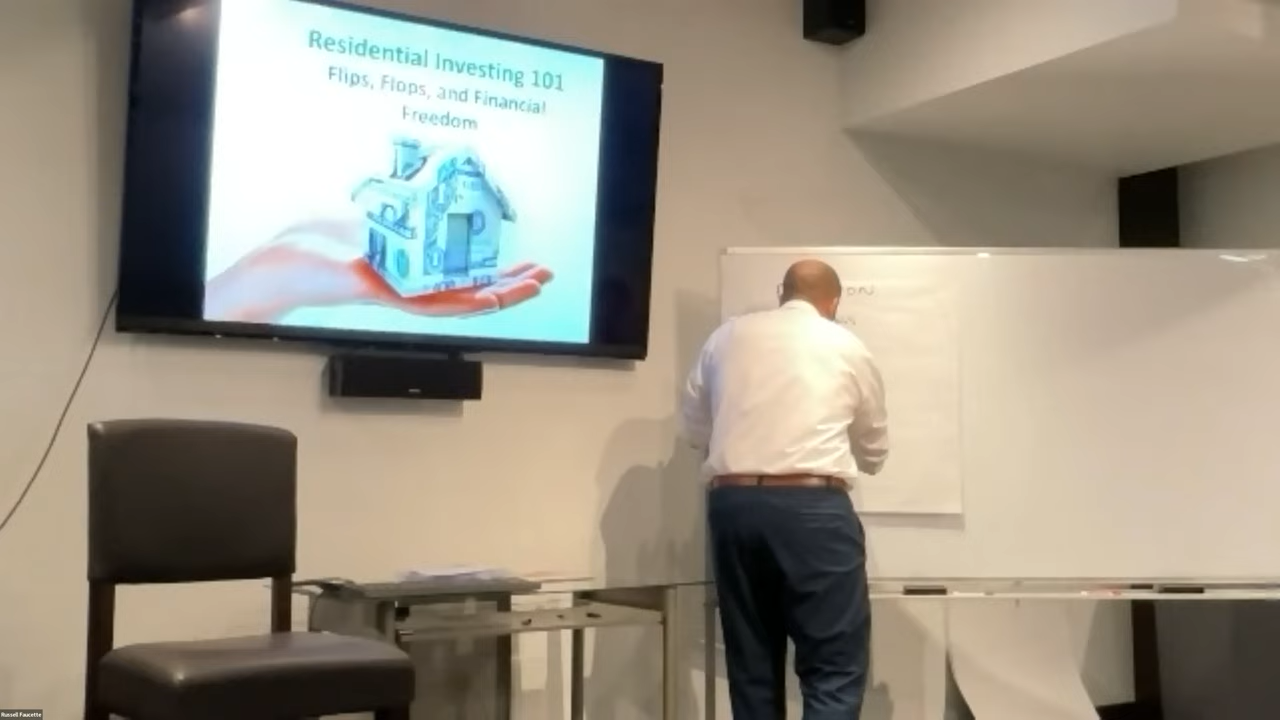 Residential Investing 101
Flips, Flops, and Financial
Freedom
Russell Faucette